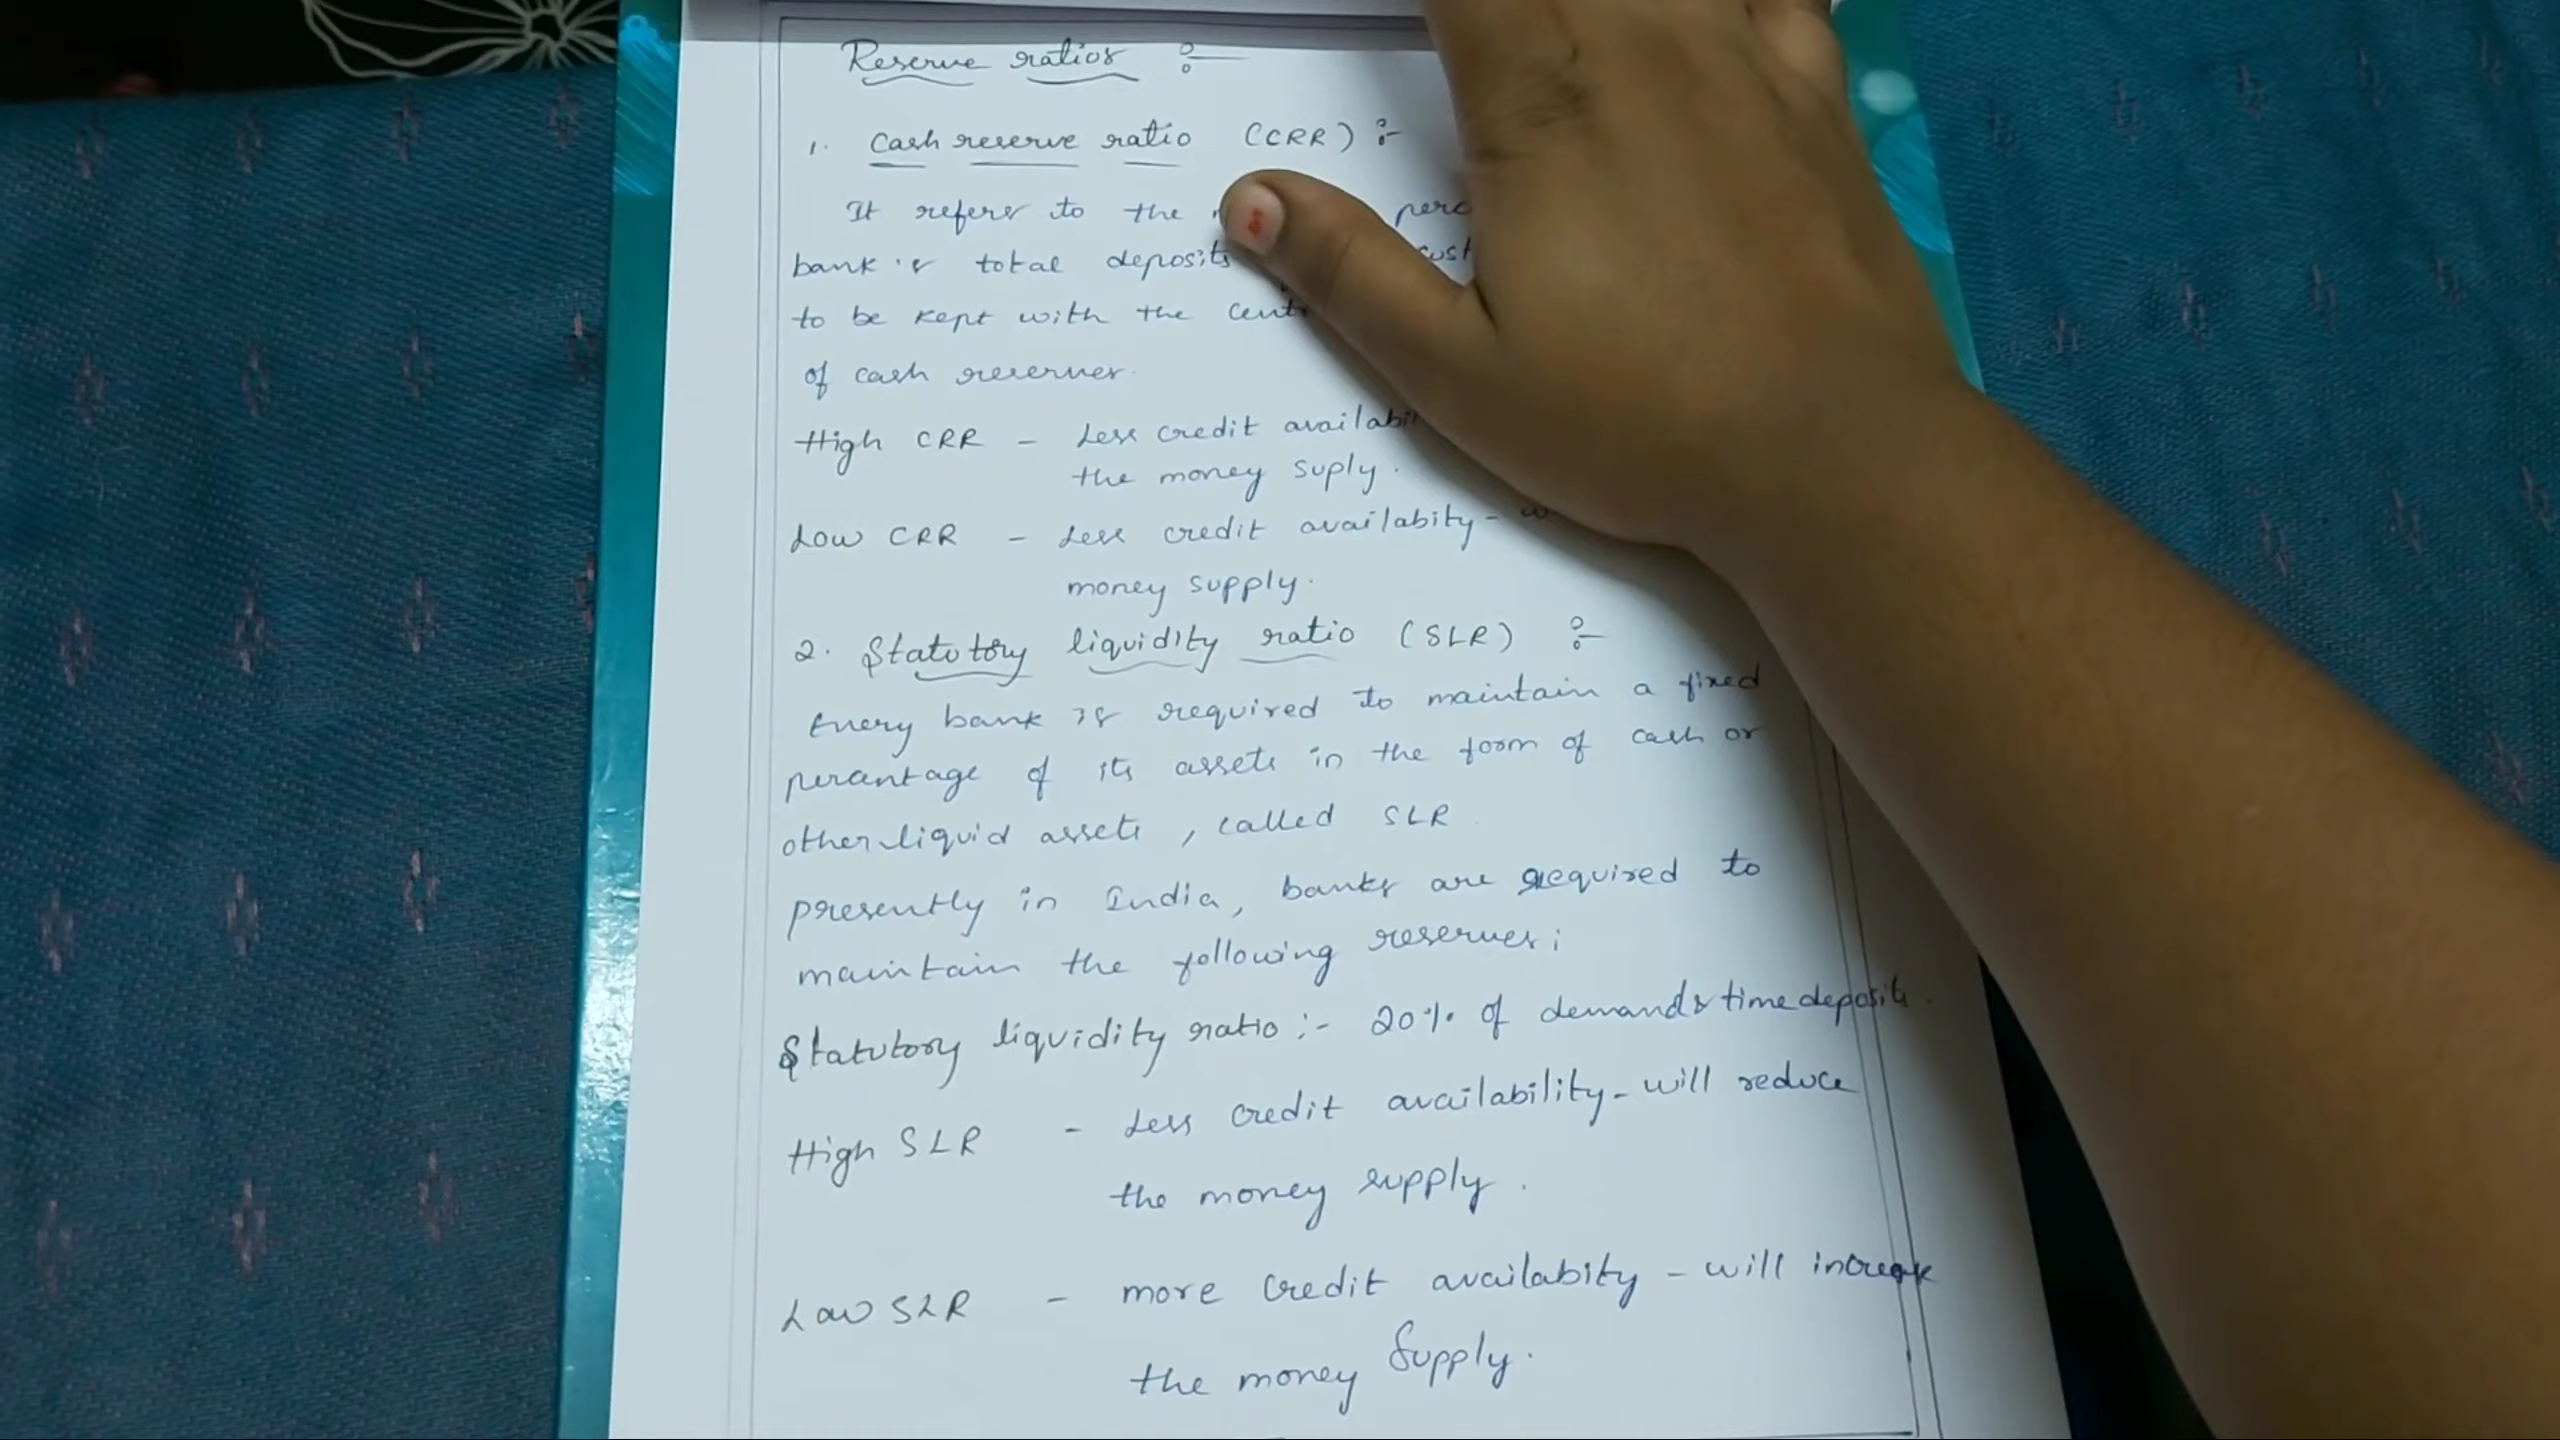 Reserve ratios :-
1. Cash reserve ratio (CRR) :-
It refers to the
bank's total deposits
to be kept with the
of cash reserves.
High CRR - Less credit
the money suply.
Low CRR - Less credit availabity -
money supply.
2. Statutory liquidity ratio (SLR) :-
Every bank is required to maintain a fixed
percantage of its assets in the form of cash or
other liquid assets, called SLR.
presently in India, banks are required to
maintain the following reserves;
Statutory liquidity ratio :- 20% of demand & time deposits.
High SLR - Less credit availability - will reduce
the money supply.
Low SLR - more credit availabity - will increase
the money supply.